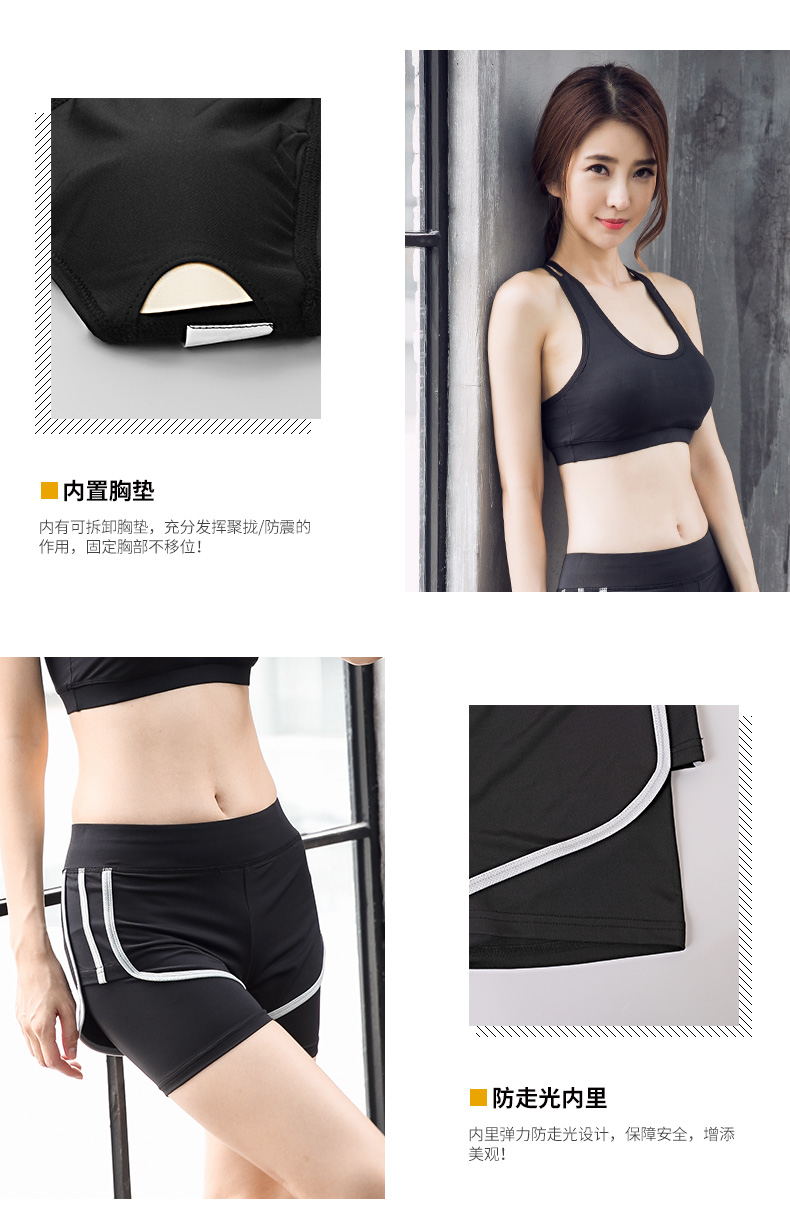 内置胸垫
内有可拆卸胸垫，充分发挥聚拢/防震的
作用，固定胸部不移位！
防走光内里
内里弹力防走光设计，保障安全，增添
美观！